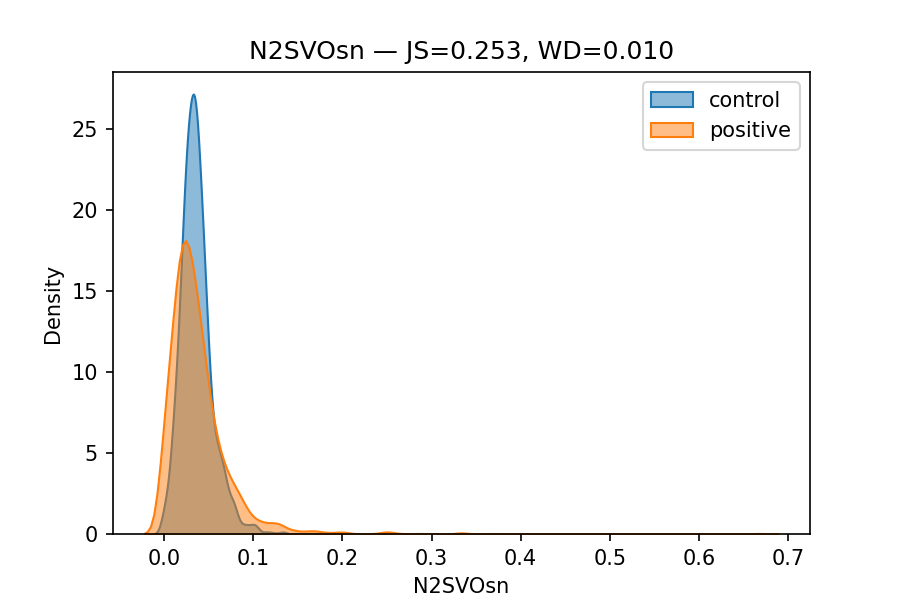 N2SVOsn — JS=0.253, WD=0.010
control
positive
Density
25
20
15
10
5
0
0.0 0.1 0.2 0.3 0.4 0.5 0.6 0.7
N2SVOsn